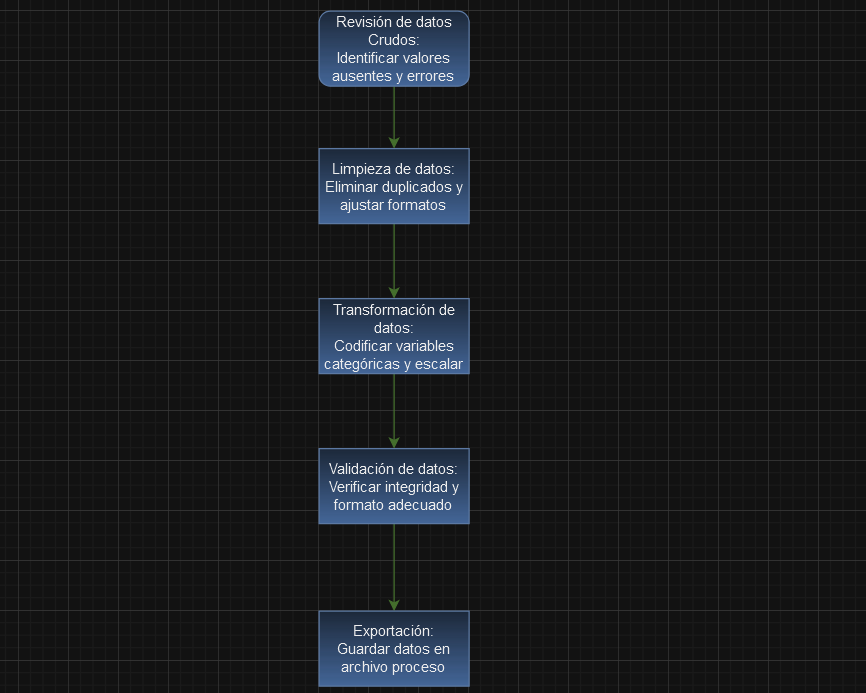 Revisión de datos
Crudos:
Identificar valores
ausentes y errores
Limpieza de datos:
Eliminar duplicados y
ajustar formatos
Transformación de
datos:
Codificar variables
categóricas y escalar
Validación de datos:
Verificar integridad y
formato adecuado
Exportación:
Guardar datos en
archivo proceso